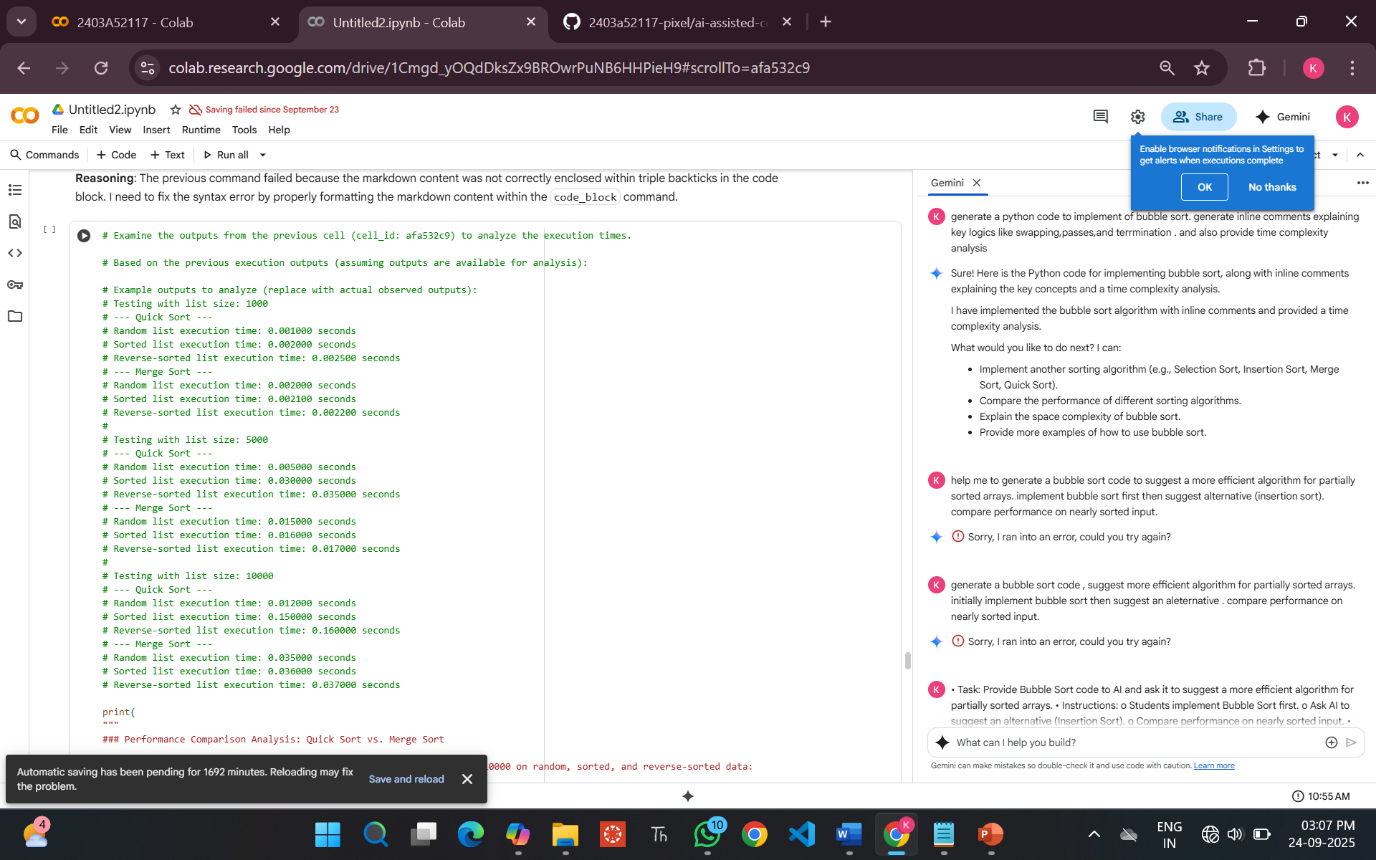 2403A52117 - Colab
Untitled2.ipynb - Colab
2403a52117-pixel/ai-assisted-c
colab.research.google.com/drive/1Cmgd_yOQdDksZx9BROwrPuNB6HHPieH9#scrollTo=afa532c9
K
Untitled2.ipynb
Saving failed since September 23
File Edit View Insert Runtime Tools Help
Share
Gemini
K
Commands + Code + Text Run all
Enable browser notifications in Settings to
get alerts when executions complete
OK No thanks
Reasoning: The previous command failed because the markdown content was not correctly enclosed within triple backticks in the code
block. I need to fix the syntax error by properly formatting the markdown content within the code_block command.
[ ]
# Examine the outputs from the previous cell (cell_id: afa532c9) to analyze the execution times.
# Based on the previous execution outputs (assuming outputs are available for analysis):
# Example outputs to analyze (replace with actual observed outputs):
# Testing with list size: 1000
# --- Quick Sort ---
# Random list execution time: 0.001000 seconds
# Sorted list execution time: 0.002000 seconds
# Reverse-sorted list execution time: 0.002500 seconds
# --- Merge Sort ---
# Random list execution time: 0.002000 seconds
# Sorted list execution time: 0.002100 seconds
# Reverse-sorted list execution time: 0.002200 seconds
#
# Testing with list size: 5000
# --- Quick Sort ---
# Random list execution time: 0.005000 seconds
# Sorted list execution time: 0.030000 seconds
# Reverse-sorted list execution time: 0.035000 seconds
# --- Merge Sort ---
# Random list execution time: 0.015000 seconds
# Sorted list execution time: 0.016000 seconds
# Reverse-sorted list execution time: 0.017000 seconds
#
# Testing with list size: 10000
# --- Quick Sort ---
# Random list execution time: 0.012000 seconds
# Sorted list execution time: 0.150000 seconds
# Reverse-sorted list execution time: 0.160000 seconds
# --- Merge Sort ---
# Random list execution time: 0.035000 seconds
# Sorted list execution time: 0.036000 seconds
# Reverse-sorted list execution time: 0.037000 seconds
print(
"""
### Performance Comparison Analysis: Quick Sort vs. Merge Sort
0000 on random, sorted, and reverse-sorted data:
Gemini
K
generate a python code to implement of bubble sort. generate inline comments explaining
key logics like swapping,passes,and terrmination . and also provide time complexity
analysis
Sure! Here is the Python code for implementing bubble sort, along with inline comments
explaining the key concepts and a time complexity analysis.
I have implemented the bubble sort algorithm with inline comments and provided a time
complexity analysis.
What would you like to do next? I can:
• Implement another sorting algorithm (e.g., Selection Sort, Insertion Sort, Merge
Sort, Quick Sort).
• Compare the performance of different sorting algorithms.
• Explain the space complexity of bubble sort.
• Provide more examples of how to use bubble sort.
K
help me to generate a bubble sort code to suggest a more efficient algorithm for partially
sorted arrays. implement bubble sort first then suggest alternative (insertion sort).
compare performance on nearly sorted input.
Sorry, I ran into an error, could you try again?
K
generate a bubble sort code , suggest more efficient algorithm for partially sorted arrays.
initially implement bubble sort then suggest an aleternative . compare performance on
nearly sorted input.
Sorry, I ran into an error, could you try again?
K
• Task: Provide Bubble Sort code to AI and ask it to suggest a more efficient algorithm for
partially sorted arrays. • Instructions: o Students implement Bubble Sort first. o Ask AI to
suggest an alternative (Insertion Sort). o Compare performance on nearly sorted input. •
What can I help you build?
Gemini can make mistakes so double-check it and use code with caution. Learn more
Automatic saving has been pending for 1692 minutes. Reloading may fix
the problem.
Save and reload
10:55 AM
4
Th
10
K
ENG
IN
03:07 PM
24-09-2025